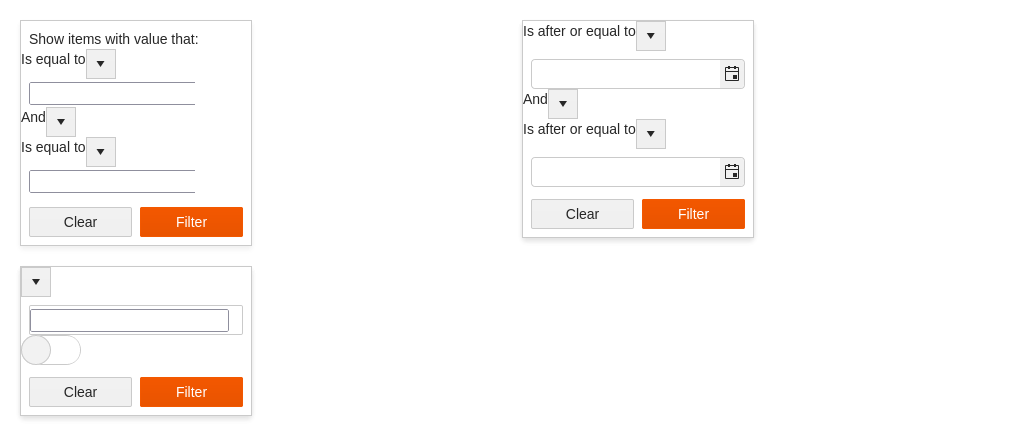 Show items with value that:
Is equal to
And
Is equal to
Clear Filter
Is after or equal to
And
Is after or equal to
Clear Filter
Clear Filter